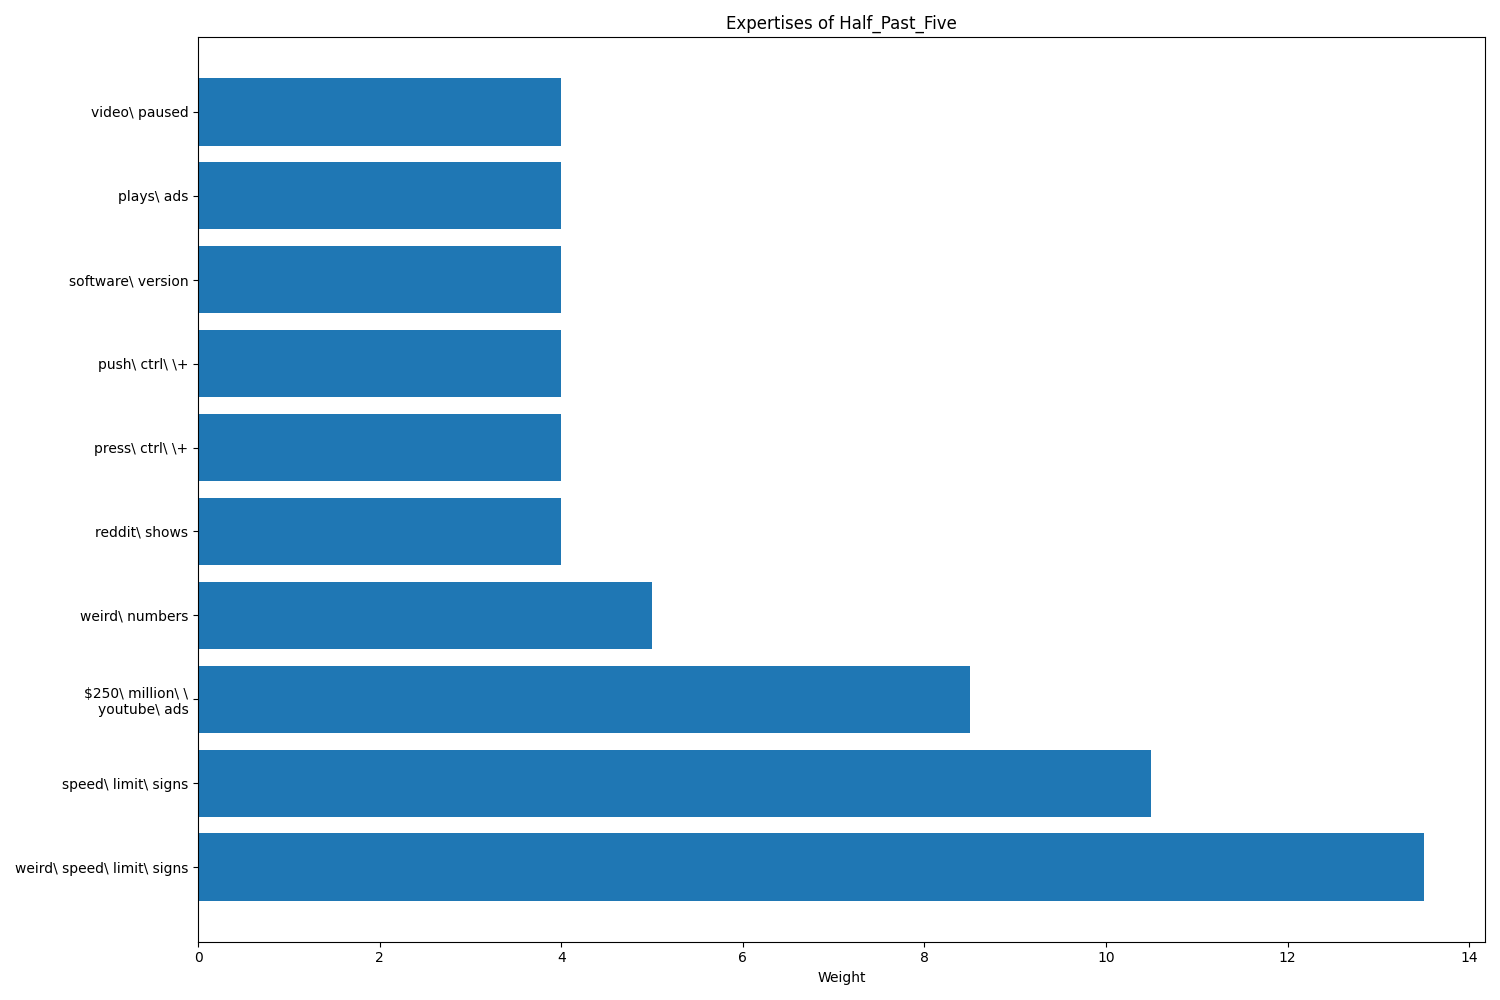 Expertises of Half_Past_Five
video\ paused
plays\ ads
software\ version
push\ ctrl\ \+
press\ ctrl\ \+
reddit\ shows
weird\ numbers
$250\ million\ \
youtube\ ads
speed\ limit\ signs
weird\ speed\ limit\ signs
0 2 4 6 8 10 12 14
Weight